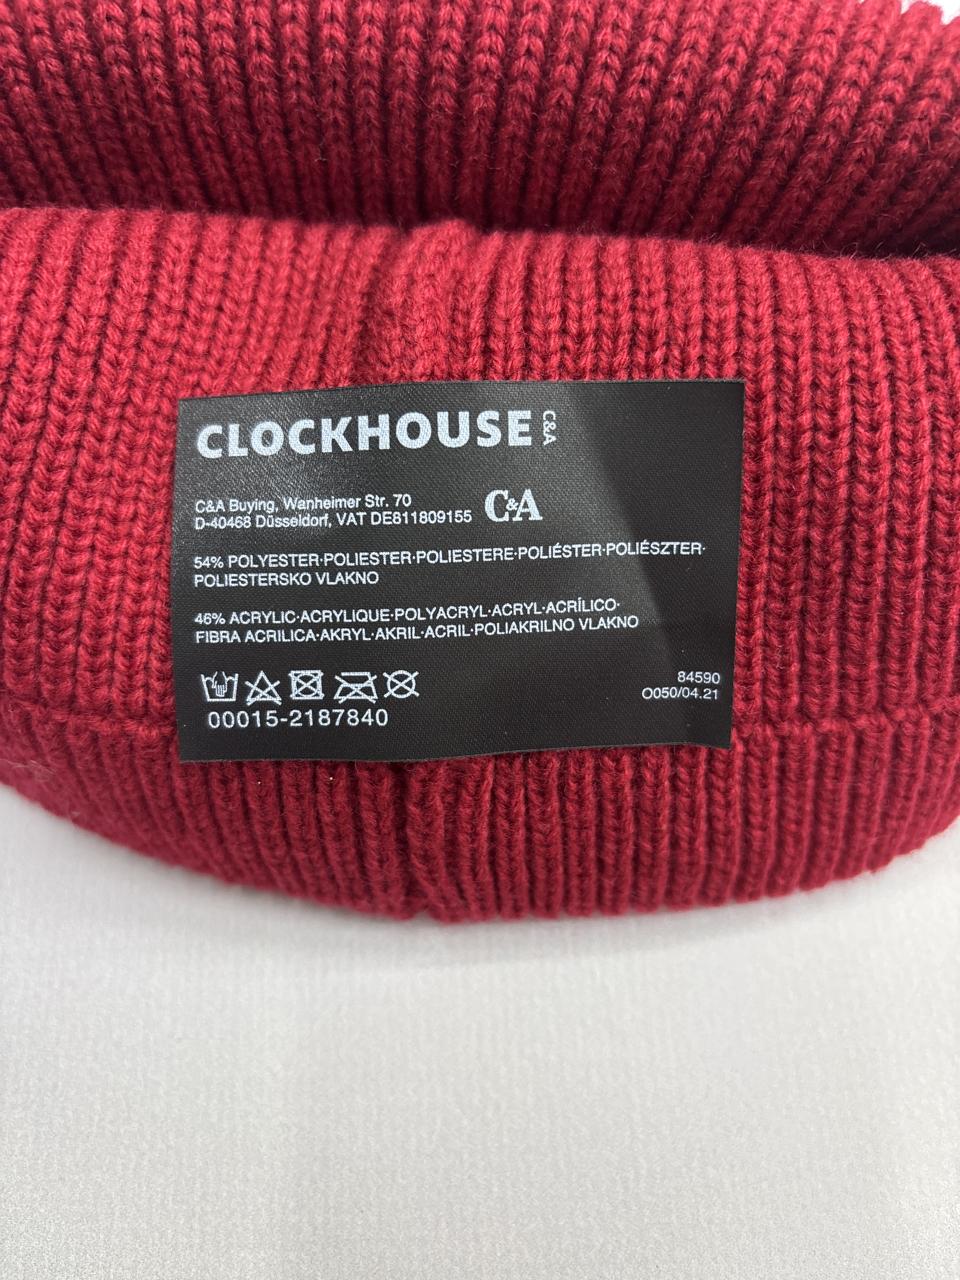 CLOCKHOUSE C&A
C&A Buying, Wanheimer Str. 70
D-40468 Düsseldorf, VAT DE811809155
C&A
54% POLYESTER·POLIESTER·POLIESTERE·POLIÉSTER·POLIÉSZTER·
POLIESTERSKO VLAKNO
46% ACRYLIC·ACRYLIQUE·POLYACRYL·ACRYL·ACRÍLICO·
FIBRA ACRILICA·AKRYL·AKRIL·ACRIL·POLIAKRILNO VLAKNO
00015-2187840
84590
O050/04.21